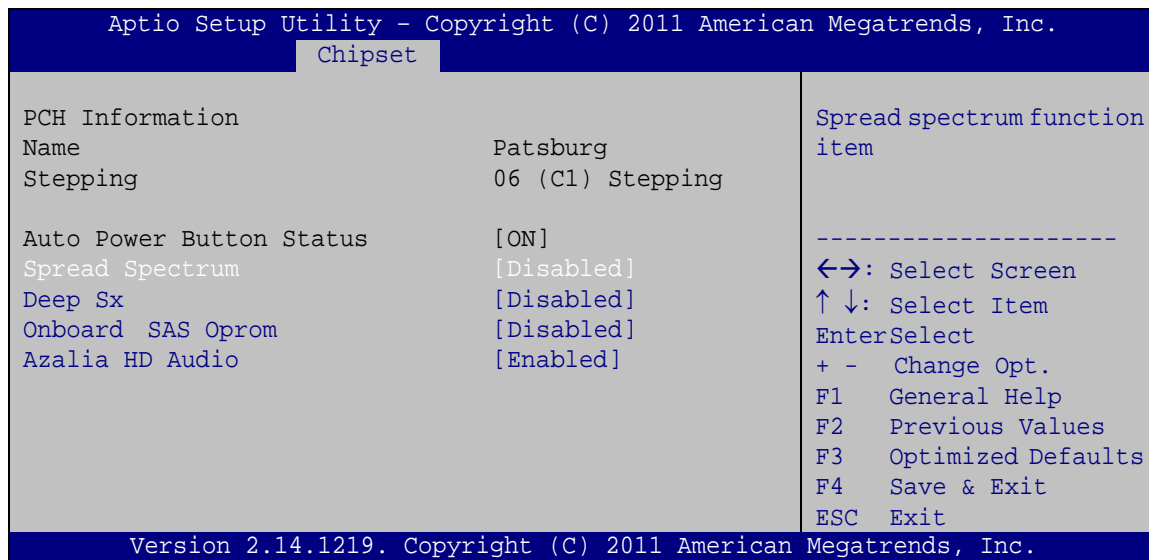 Aptio Setup Utility – Copyright (C) 2011 American Megatrends, Inc.
Chipset
PCH Information
Name Patsburg
Stepping 06 (C1) Stepping
Auto Power Button Status [ON]
Spread Spectrum [Disabled]
Deep Sx [Disabled]
Onboard SAS Oprom [Disabled]
Azalia HD Audio [Enabled]
Spread spectrum function
item
---------------------
←→: Select Screen
↑ ↓: Select Item
EnterSelect
+ - Change Opt.
F1 General Help
F2 Previous Values
F3 Optimized Defaults
F4 Save & Exit
ESC Exit
Version 2.14.1219. Copyright (C) 2011 American Megatrends, Inc.